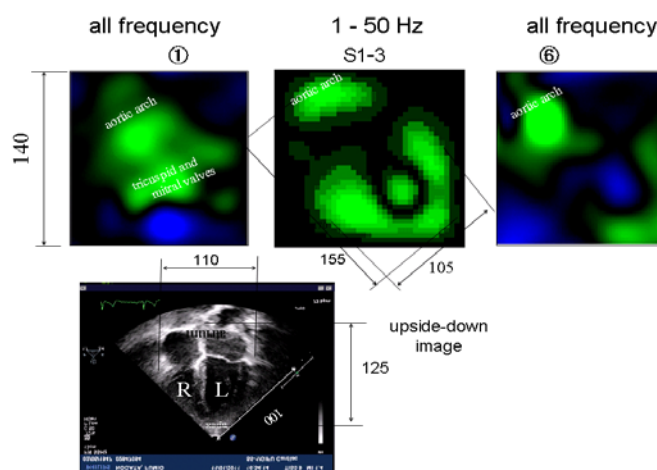 all frequency
1 - 50 Hz
all frequency
①
S1-3
⑥
aortic arch
aortic arch
aortic arch
tricuspid and
mitral valves
140
155
105
110
R L
001
125
upside-down
image